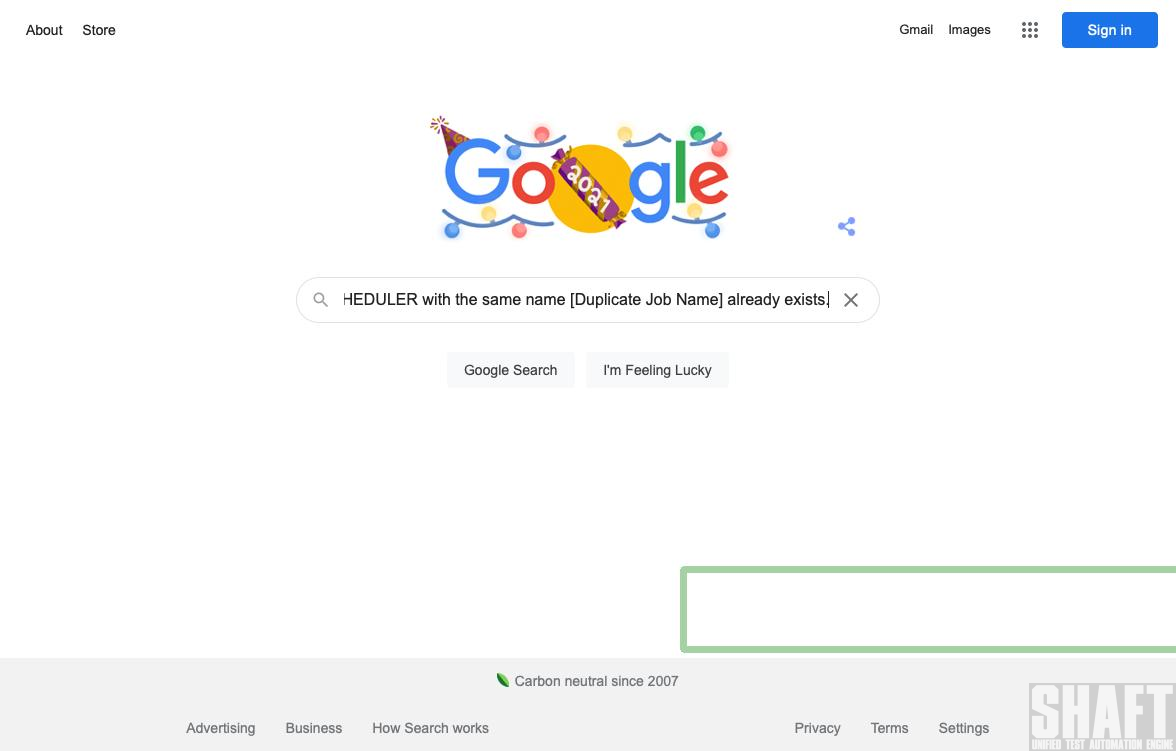 About Store
Gmail Images
Sign in
Google
2021
HEDULER with the same name [Duplicate Job Name] already exists.
Google Search
I'm Feeling Lucky
Carbon neutral since 2007
Advertising Business How Search works
Privacy Terms Settings
SHAFT
UNIFIED TEST AUTOMATION ENGINE